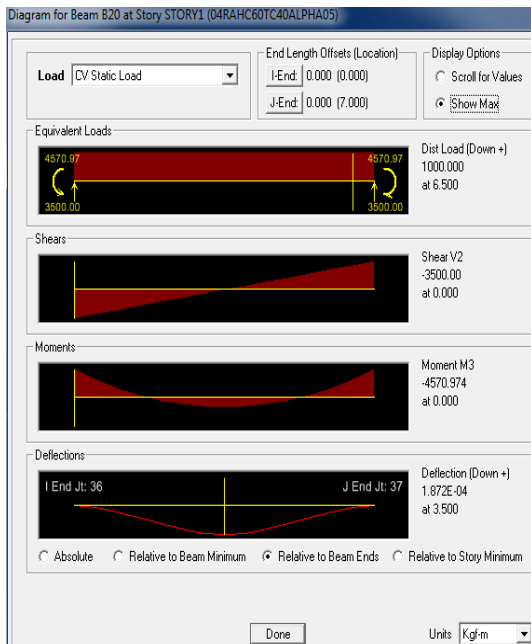 Diagram for Beam B20 at Story STORY1 (04RAHC60TC40ALPHA05)
Load CV Static Load
End Length Offsets (Location)
I-End: 0.000 (0.000)
J-End: 0.000 (7.000)
Display Options
Scroll for Values
Show Max
Equivalent Loads
4570.97 4570.97
3500.00 3500.00
Dist Load (Down +)
1000.000
at 6.500
Shears
Shear V2
-3500.00
at 0.000
Moments
Moment M3
-4570.974
at 0.000
Deflections
I End Jt: 36 J End Jt: 37
Deflection (Down +)
1.872E-04
at 3.500
Absolute Relative to Beam Minimum Relative to Beam Ends Relative to Story Minimum
Done Units Kgf-m